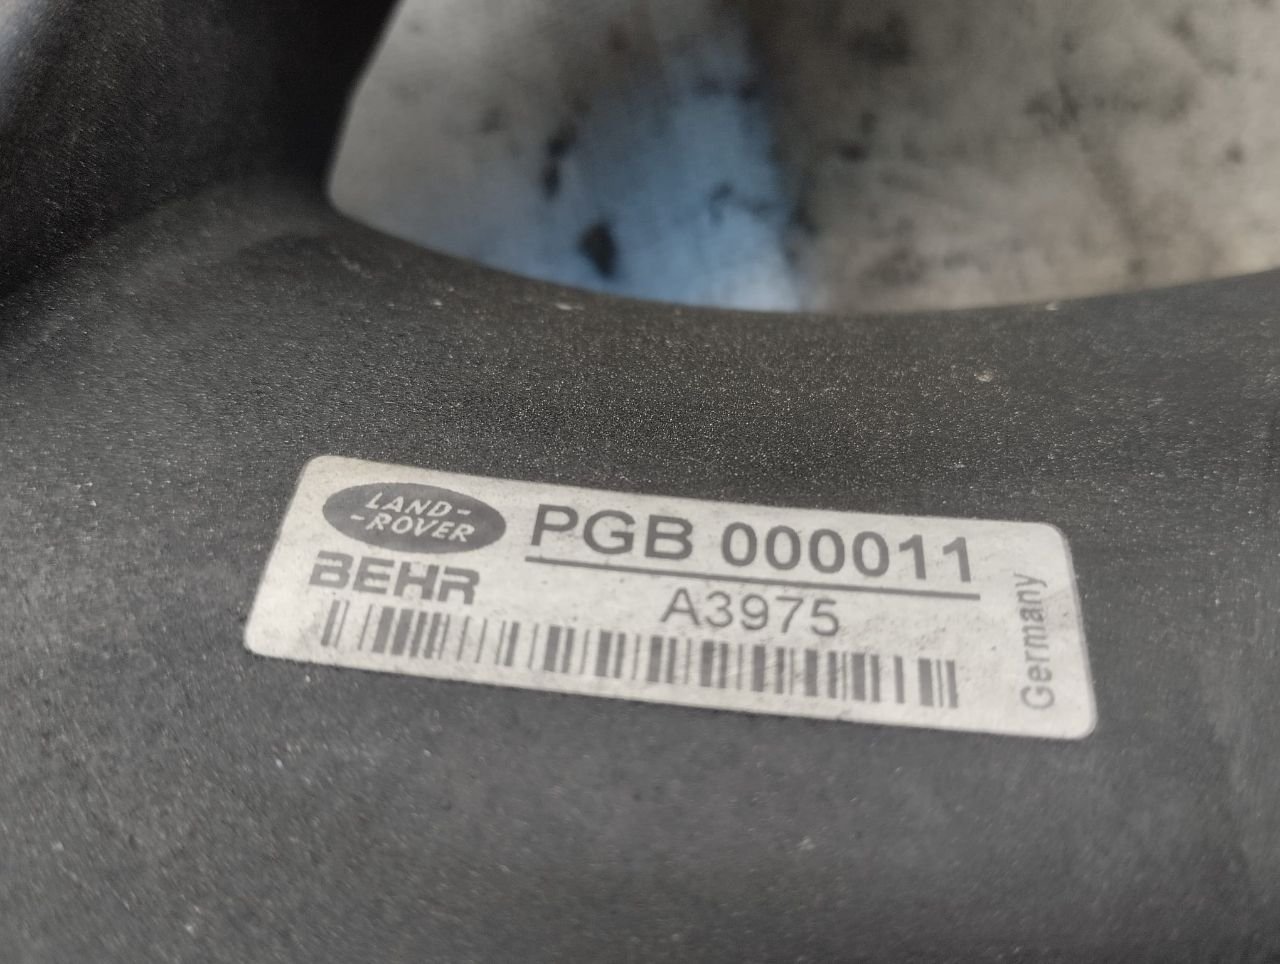 LAND-
-ROVER
PGB 000011
BEHR
A3975
Germany